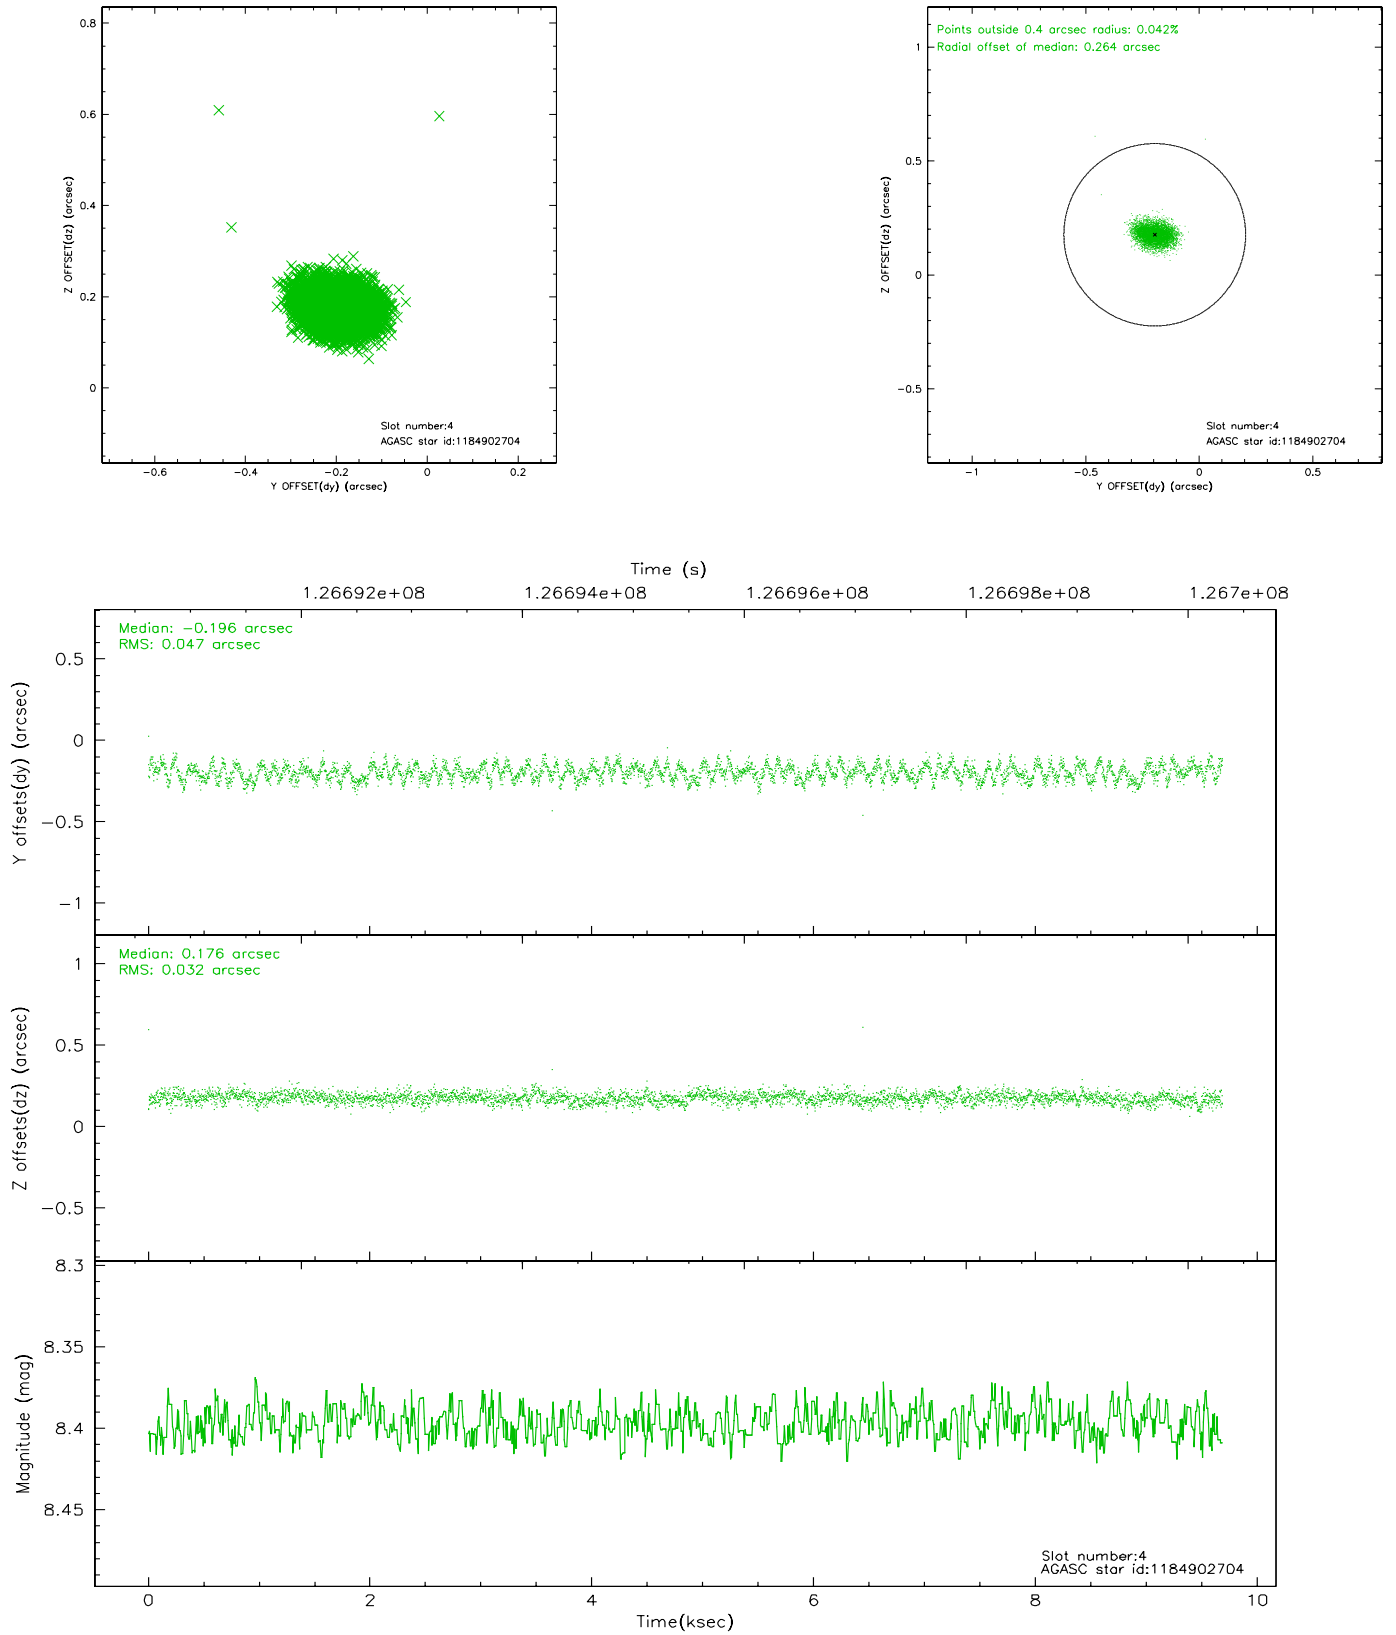 0.8
0.6
0.4
0.2
0
Z OFFSET(dz) (arcsec)
Slot number:4
AGASC star id:1184902704
−0.6 −0.4 −0.2 0 0.2
Y OFFSET(dy) (arcsec)
Points outside 0.4 arcsec radius: 0.042%
Radial offset of median: 0.264 arcsec
1
0.5
0
−0.5
Z OFFSET(dz) (arcsec)
Slot number:4
AGASC star id:1184902704
−1 −0.5 0 0.5
Y OFFSET(dy) (arcsec)
Time (s)
1.26692e+08 1.26694e+08 1.26696e+08 1.26698e+08 1.267e+08
Median: −0.196 arcsec
RMS: 0.047 arcsec
0.5
0
−0.5
−1
Y offsets(dy) (arcsec)
Median: 0.176 arcsec
RMS: 0.032 arcsec
1
0.5
0
−0.5
Z offsets(dz) (arcsec)
8.3
8.35
8.4
8.45
Magnitude (mag)
Slot number:4
AGASC star id:1184902704
0 2 4 6 8 10
Time(ksec)